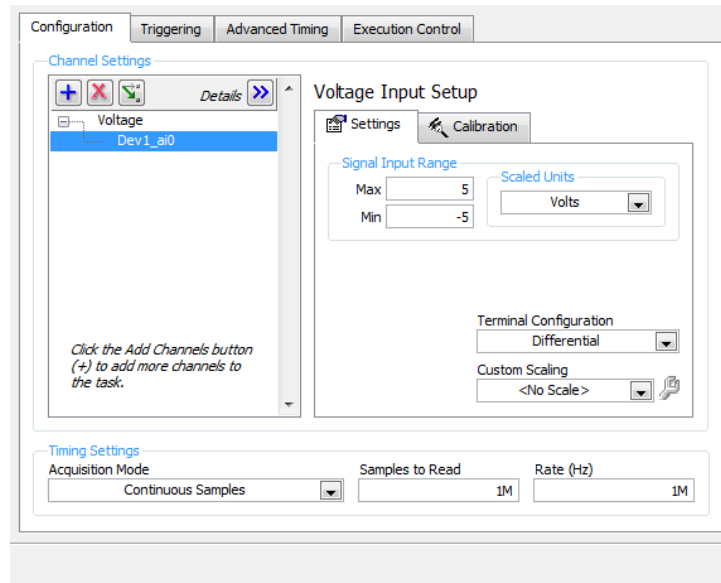 Configuration
Triggering
Advanced Timing
Execution Control
Channel Settings
Details
Voltage
Dev1_ai0
Click the Add Channels button
(+) to add more channels to
the task.
Voltage Input Setup
Settings
Calibration
Signal Input Range
Max 5
Min -5
Scaled Units
Volts
Terminal Configuration
Differential
Custom Scaling
<No Scale>
Timing Settings
Acquisition Mode
Continuous Samples
Samples to Read
1M
Rate (Hz)
1M